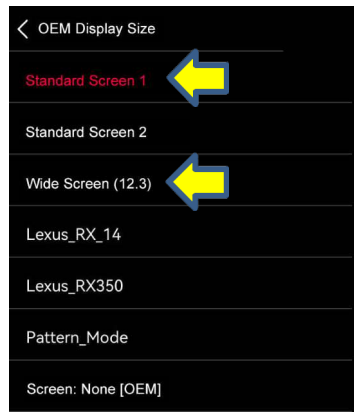 OEM Display Size
Standard Screen 1
Standard Screen 2
Wide Screen (12.3)
Lexus_RX_14
Lexus_RX350
Pattern_Mode
Screen: None [OEM]